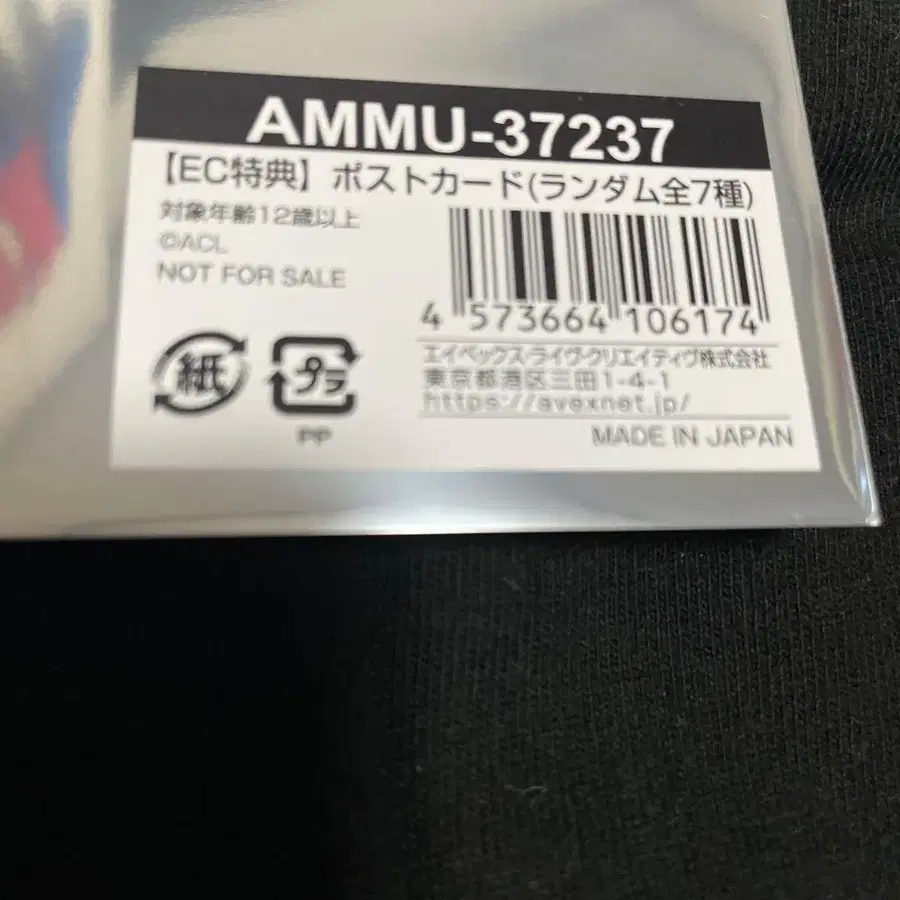 AMMU-37237
【EC特典】ポストカード(ランダム全7種)
対象年齢12歳以上
©ACL
NOT FOR SALE
4 573664 106174
エイベックス・ライヴ・クリエイティヴ株式会社
東京都港区三田1-4-1
https://avexnet.jp/
紙
プラ
PP
MADE IN JAPAN